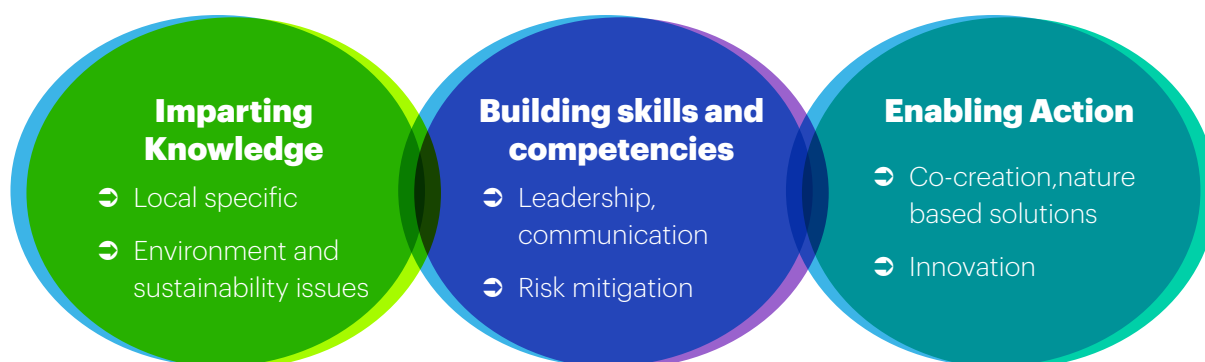 Imparting
Knowledge
➲ Local specific
➲ Environment and
sustainability issues
Building skills and
competencies
➲ Leadership,
communication
➲ Risk mitigation
Enabling Action
➲ Co-creation,nature
based solutions
➲ Innovation